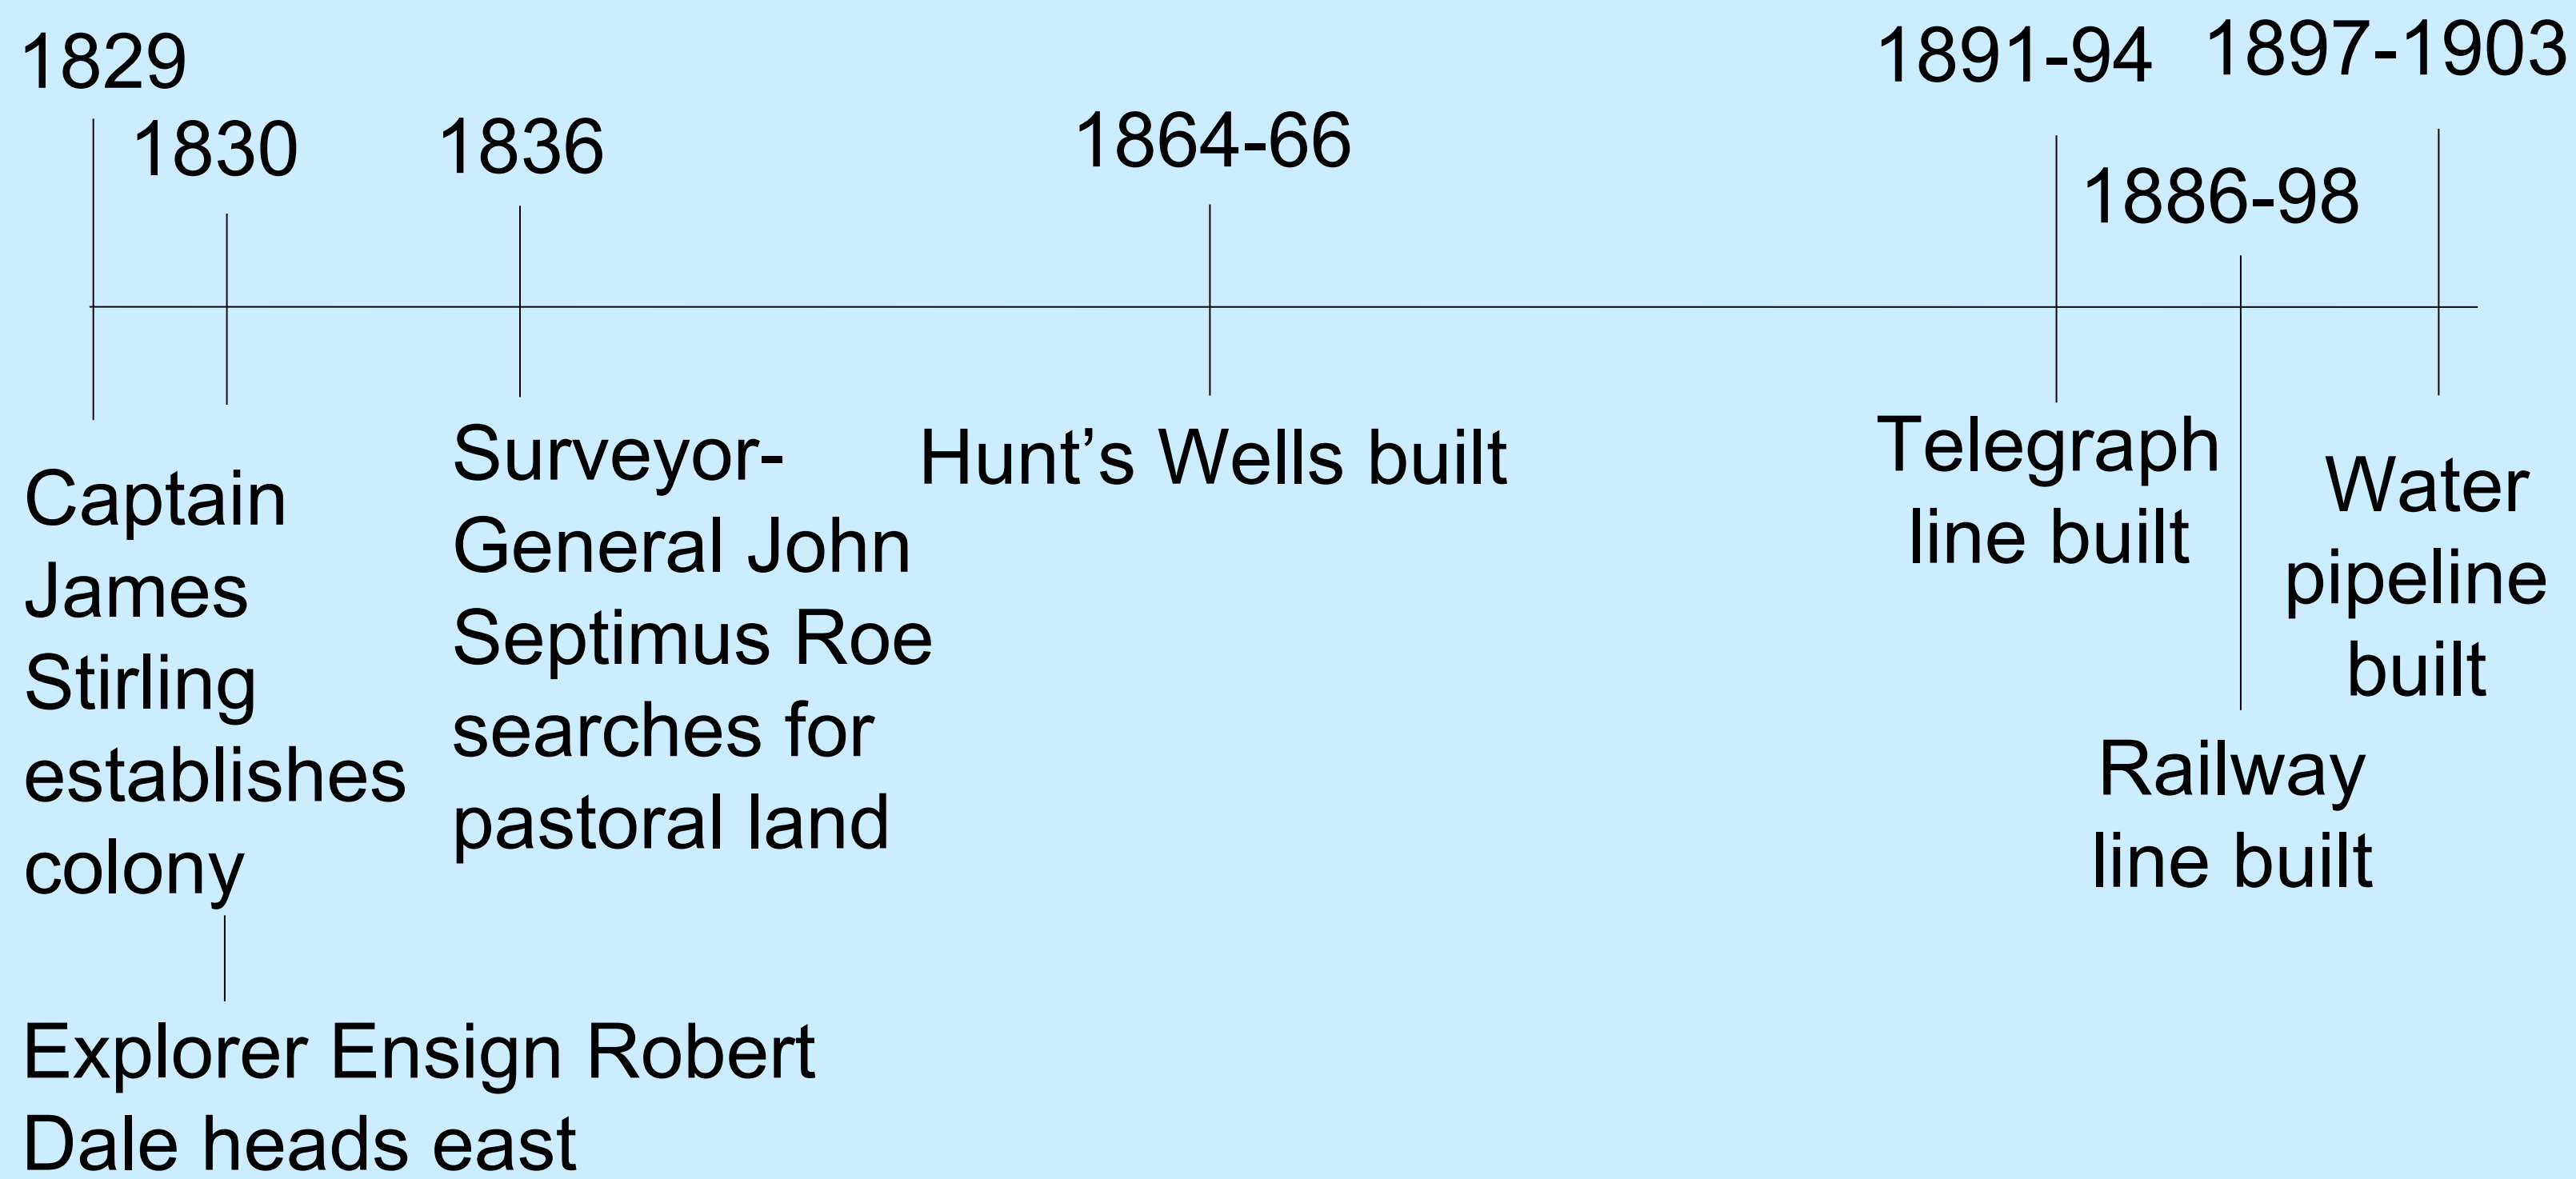 1829
1830
1836
1864-66
1891-94
1886-98
1897-1903
Captain
James
Stirling
establishes
colony
Explorer Ensign Robert
Dale heads east
Surveyor-
General John
Septimus Roe
searches for
pastoral land
Hunt’s Wells built
Telegraph
line built
Railway
line built
Water
pipeline
built